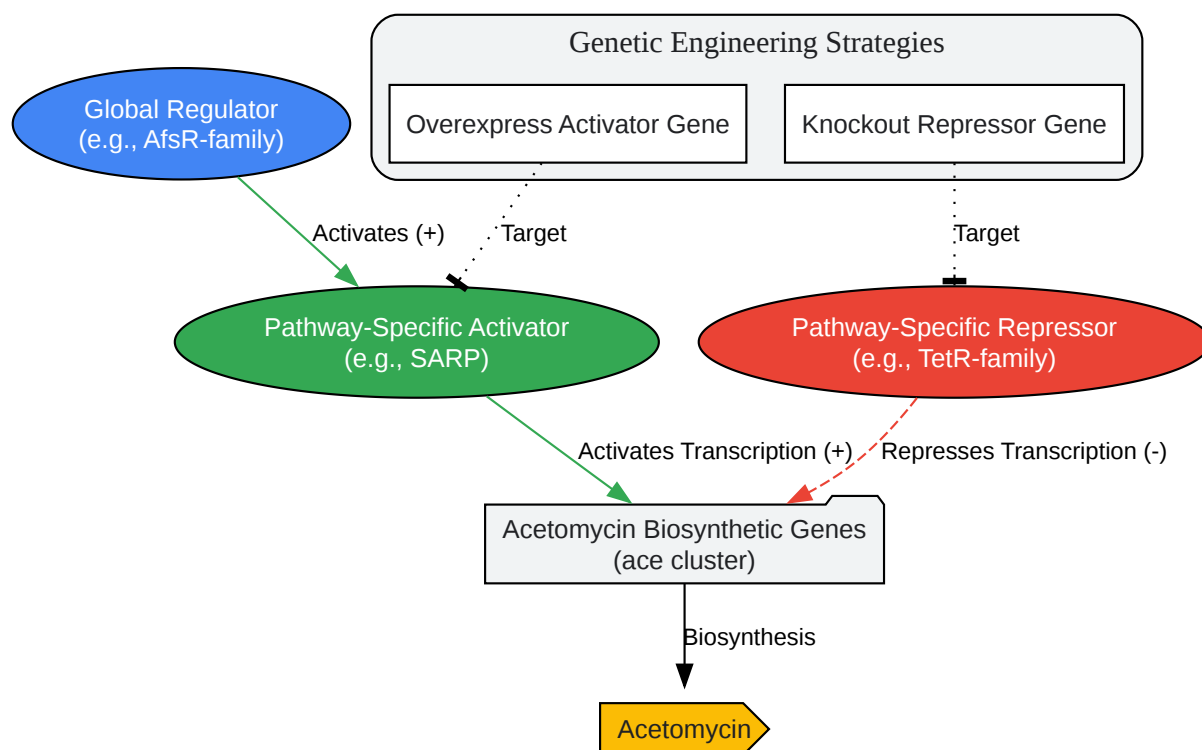 Genetic Engineering Strategies
Global Regulator
(e.g., AfsR-family)
Overexpress Activator Gene
Knockout Repressor Gene
Activates (+)
Target
Target
Pathway-Specific Activator
(e.g., SARP)
Pathway-Specific Repressor
(e.g., TetR-family)
Activates Transcription (+)
Represses Transcription (-)
Acetomycin Biosynthetic Genes
(ace cluster)
Biosynthesis
Acetomycin